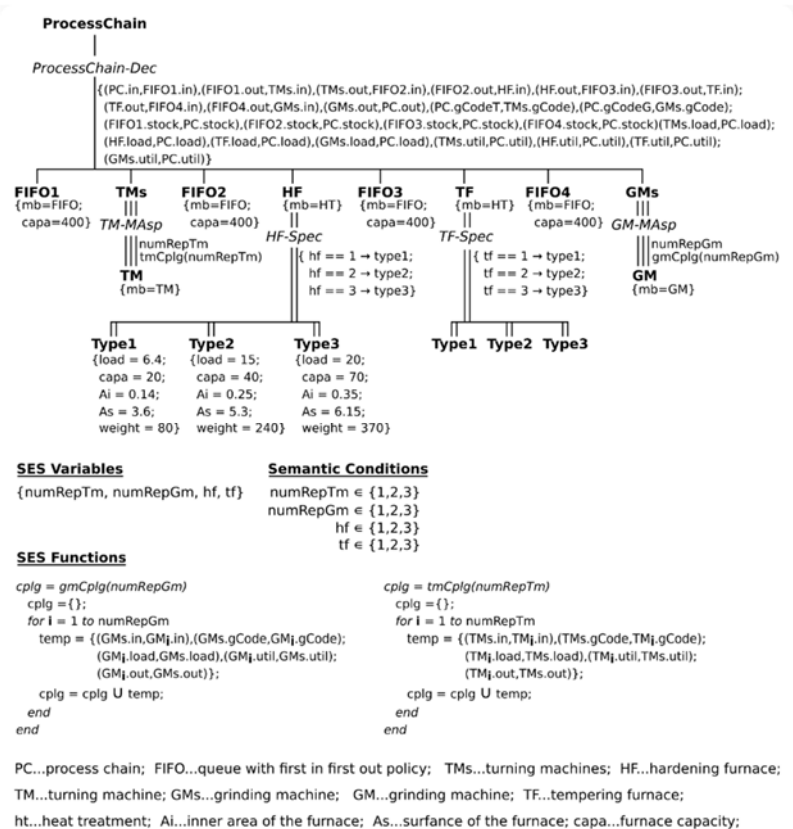 ProcessChain
ProcessChain-Dec
{(PC.in,FIFO1.in),(FIFO1.out,TMs.in),(TMs.out,FIFO2.in),(FIFO2.out,HF.in),(HF.out,FIFO3.in),(FIFO3.out,TF.in);
(TF.out,FIFO4.in),(FIFO4.out,GMs.in),(GMs.out,PC.out),(PC.gCodeT,TMs.gCode),(PC.gCodeG,GMs.gCode);
(FIFO1.stock,PC.stock),(FIFO2.stock,PC.stock),(FIFO3.stock,PC.stock),(FIFO4.stock,PC.stock)(TMs.load,PC.load);
(HF.load,PC.load),(TF.load,PC.load),(GMs.load,PC.load),(TMs.util,PC.util),(HF.util,PC.util),(TF.util,PC.util);
(GMs.util,PC.util)}
FIFO1 TMs FIFO2 HF FIFO3 TF FIFO4 GMs
{mb=FIFO; {mb=FIFO; {mb=HT} {mb=FIFO; {mb=HT} {mb=FIFO;
capa=400} TM-MAsp capa=400} capa=400} capa=400} GM-MAsp
HF-Spec TF-Spec
numRepTm { hf == 1 → type1; { tf == 1 → type1; numRepGm
tmCplg(numRepTm) hf == 2 → type2; tf == 2 → type2; gmCplg(numRepGm)
TM hf == 3 → type3} tf == 3 → type3} GM
{mb=TM} {mb=GM}
Type1 Type2 Type3 Type1 Type2 Type3
{load = 6.4; {load = 15; {load = 20;
capa = 20; capa = 40; capa = 70;
Ai = 0.14; Ai = 0.25; Ai = 0.35;
As = 3.6; As = 5.3; As = 6.15;
weight = 80} weight = 240} weight = 370}
SES Variables Semantic Conditions
{numRepTm, numRepGm, hf, tf} numRepTm ∈ {1,2,3}
numRepGm ∈ {1,2,3}
hf ∈ {1,2,3}
tf ∈ {1,2,3}
SES Functions
cplg = gmCplg(numRepGm) cplg = tmCplg(numRepTm)
cplg ={}; cplg = {};
for i = 1 to numRepGm for i = 1 to numRepTm
temp = {(GMs.in,GMi.in),(GMs.gCode,GMi.gCode); temp = {(TMs.in,TMi.in),(TMs.gCode,TMi.gCode);
(GMi.load,GMs.load),(GMi.util,GMs.util); (TMi.load,TMs.load),(TMi.util,TMs.util);
(GMi.out,GMs.out)}; (TMi.out,TMs.out)};
cplg = cplg U temp; cplg = cplg U temp;
end end
end end
PC...process chain; FIFO...queue with first in first out policy; TMs...turning machines; HF...hardening furnace;
TM...turning machine; GMs...grinding machine; GM...grinding machine; TF...tempering furnace;
ht...heat treatment; Ai...inner area of the furnace; As...surfance of the furnace; capa...furnace capacity;